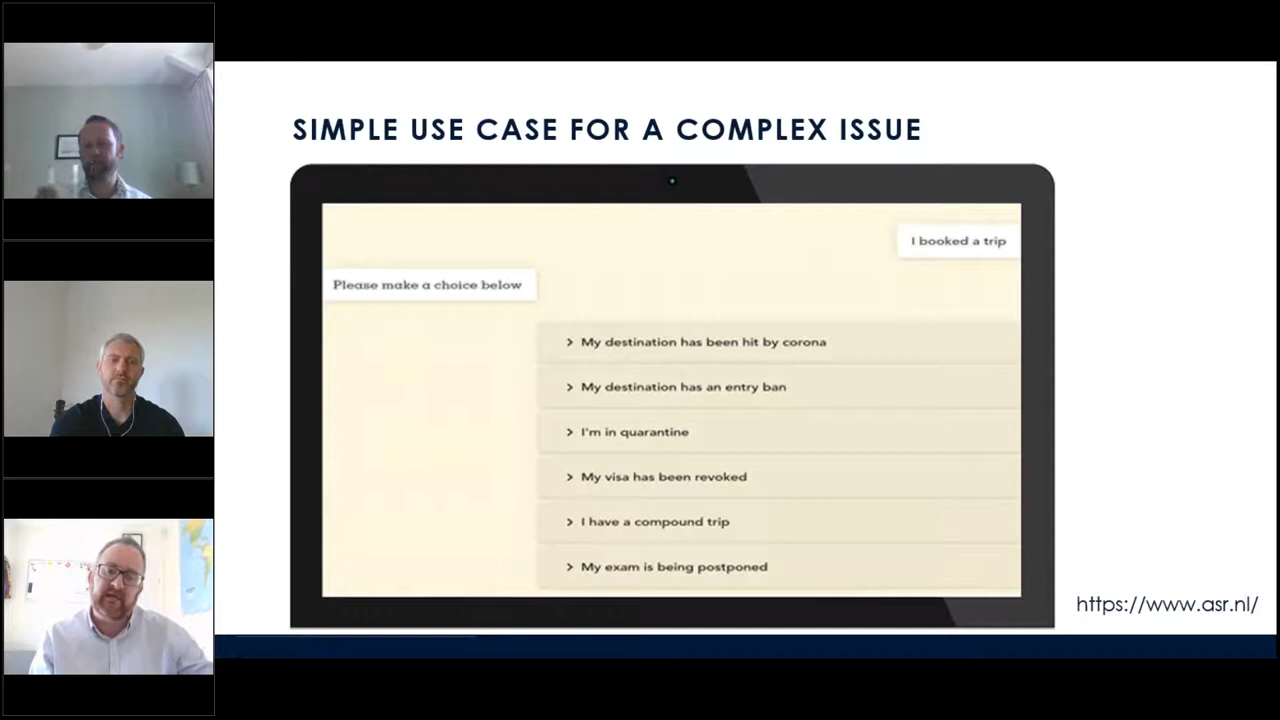 SIMPLE USE CASE FOR A COMPLEX ISSUE
I booked a trip
Please make a choice below
> My destination has been hit by corona
> My destination has an entry ban
> I'm in quarantine
> My visa has been revoked
> I have a compound trip
> My exam is being postponed
https://www.asr.nl/